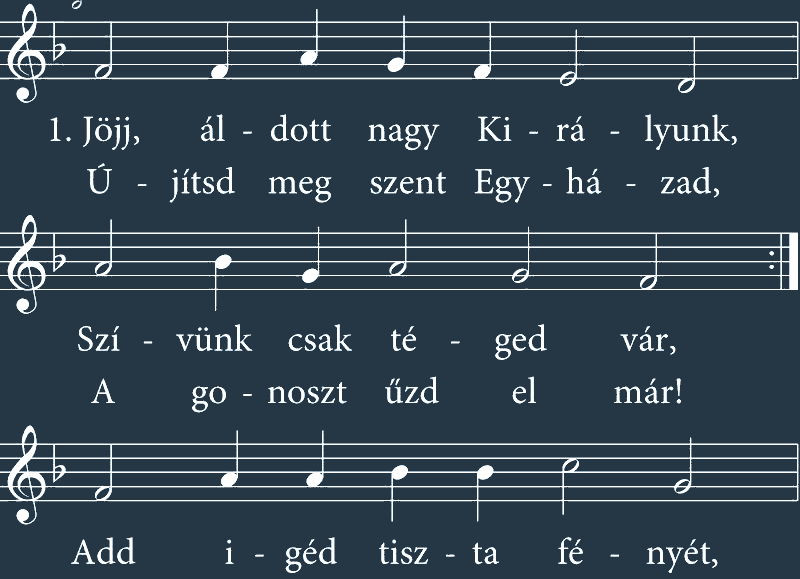 1. Jöjj, ál - dott nagy Ki - rá - lyunk,
Ú - jítsd meg szent Egy - há - zad,
Szí - vünk csak té - ged vár,
A go - noszt űzd el már!
Add i - géd tisz - ta fé - nyét,